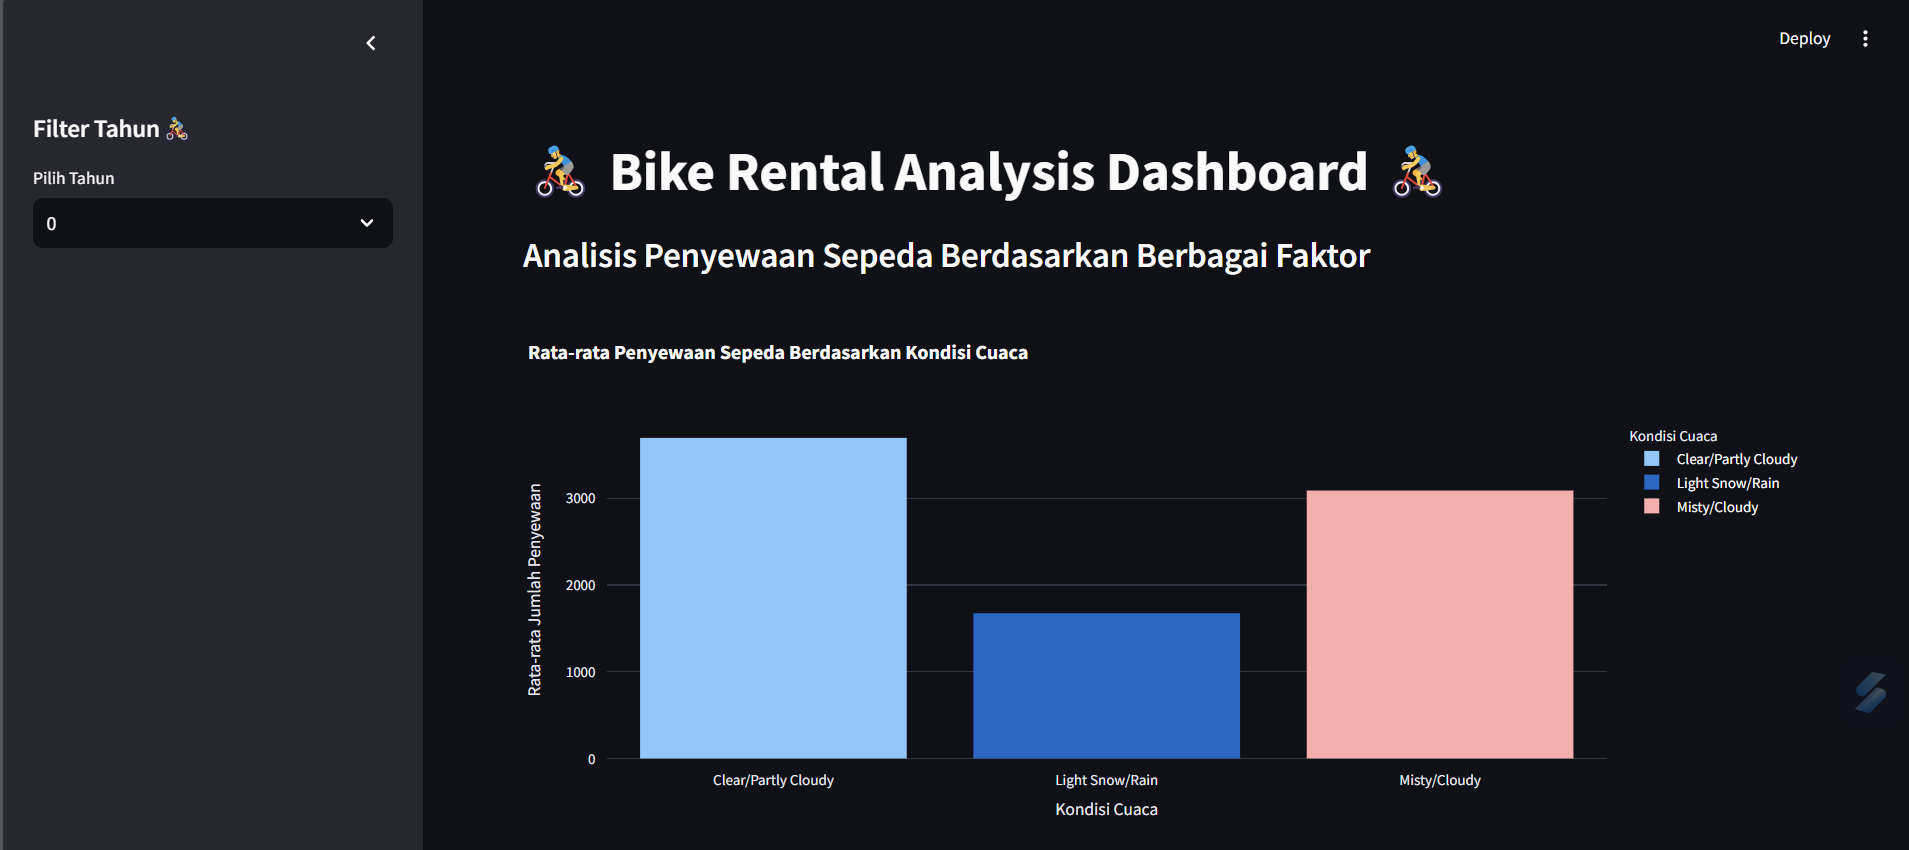 Deploy
Filter Tahun 🚴
Pilih Tahun
0
🚴 Bike Rental Analysis Dashboard 🚴
Analisis Penyewaan Sepeda Berdasarkan Berbagai Faktor
Rata-rata Penyewaan Sepeda Berdasarkan Kondisi Cuaca
Rata-rata Jumlah Penyewaan
3000
2000
1000
0
Clear/Partly Cloudy
Light Snow/Rain
Misty/Cloudy
Kondisi Cuaca
Kondisi Cuaca
Clear/Partly Cloudy
Light Snow/Rain
Misty/Cloudy